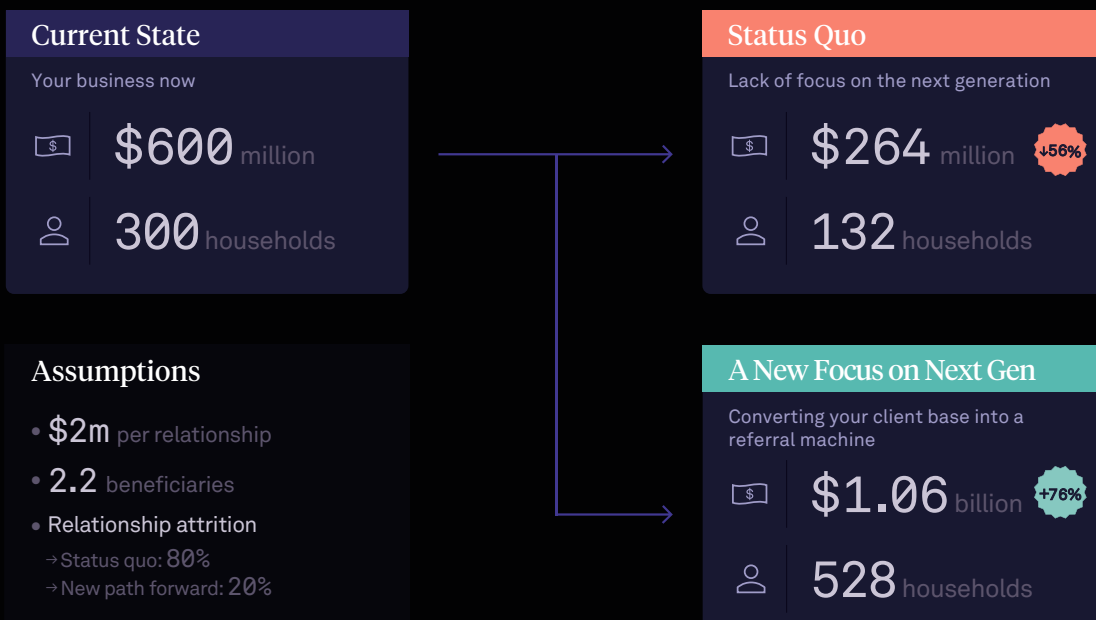 Current State
Your business now
$600 million
300 households
Assumptions
• $2m per relationship
• 2.2 beneficiaries
• Relationship attrition
→ Status quo: 80%
→ New path forward: 20%
Status Quo
Lack of focus on the next generation
$264 million
↓56%
132 households
A New Focus on Next Gen
Converting your client base into a
referral machine
$1.06 billion
+76%
528 households